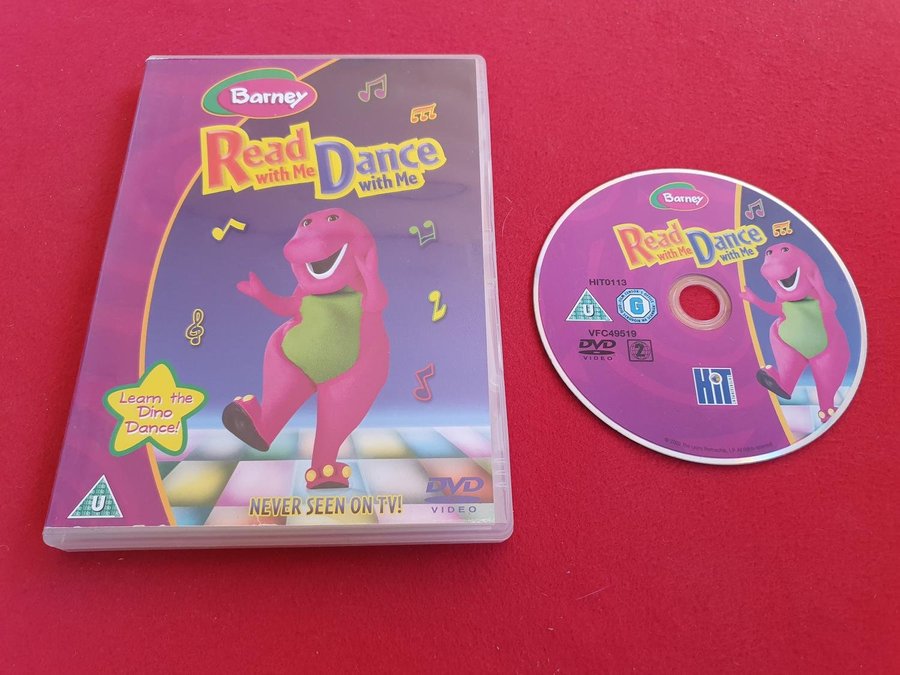 Barney
Read
with Me
Dance
with Me
Learn the
Dino
Dance!
U
NEVER SEEN ON TV!
DVD
VIDEO
Barney
Read
with Me
Dance
with Me
HIT0113
U
G
VFC49519
DVD
VIDEO
2
HiT